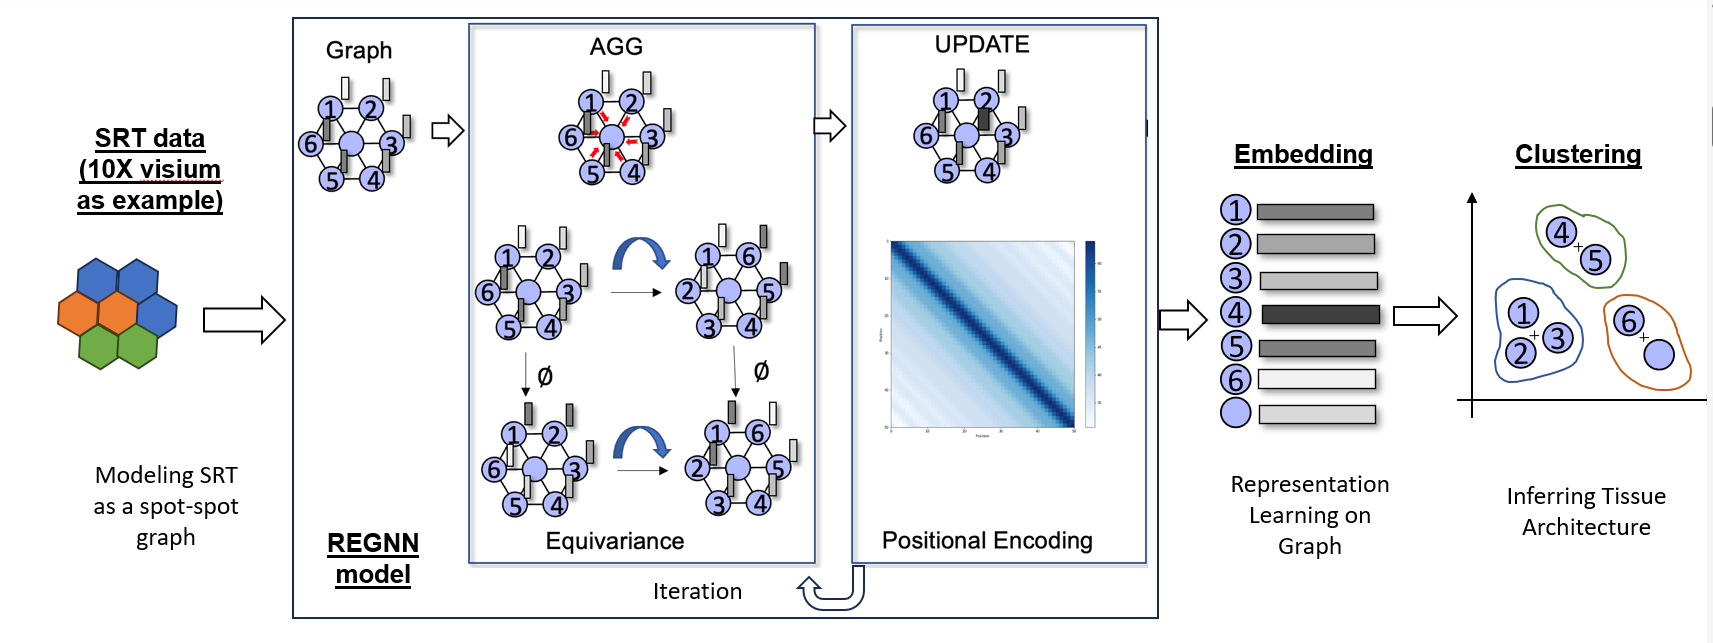 SRT data
(10X visium
as example)
Modeling SRT
as a spot-spot
graph
Graph
1 2
6 3
5 4
REGNN
model
AGG
1 2
6 3
5 4
1 2
6 3
5 4
1 6
2 5
3 4
Ø Ø
1 2
6 3
5 4
1 6
2 5
3 4
Equivariance
UPDATE
1 2
6 3
5 4
Positional Encoding
Iteration
Embedding
1
2
3
4
5
6
Representation
Learning on
Graph
Clustering
4
5
1
2 3
6
Inferring Tissue
Architecture